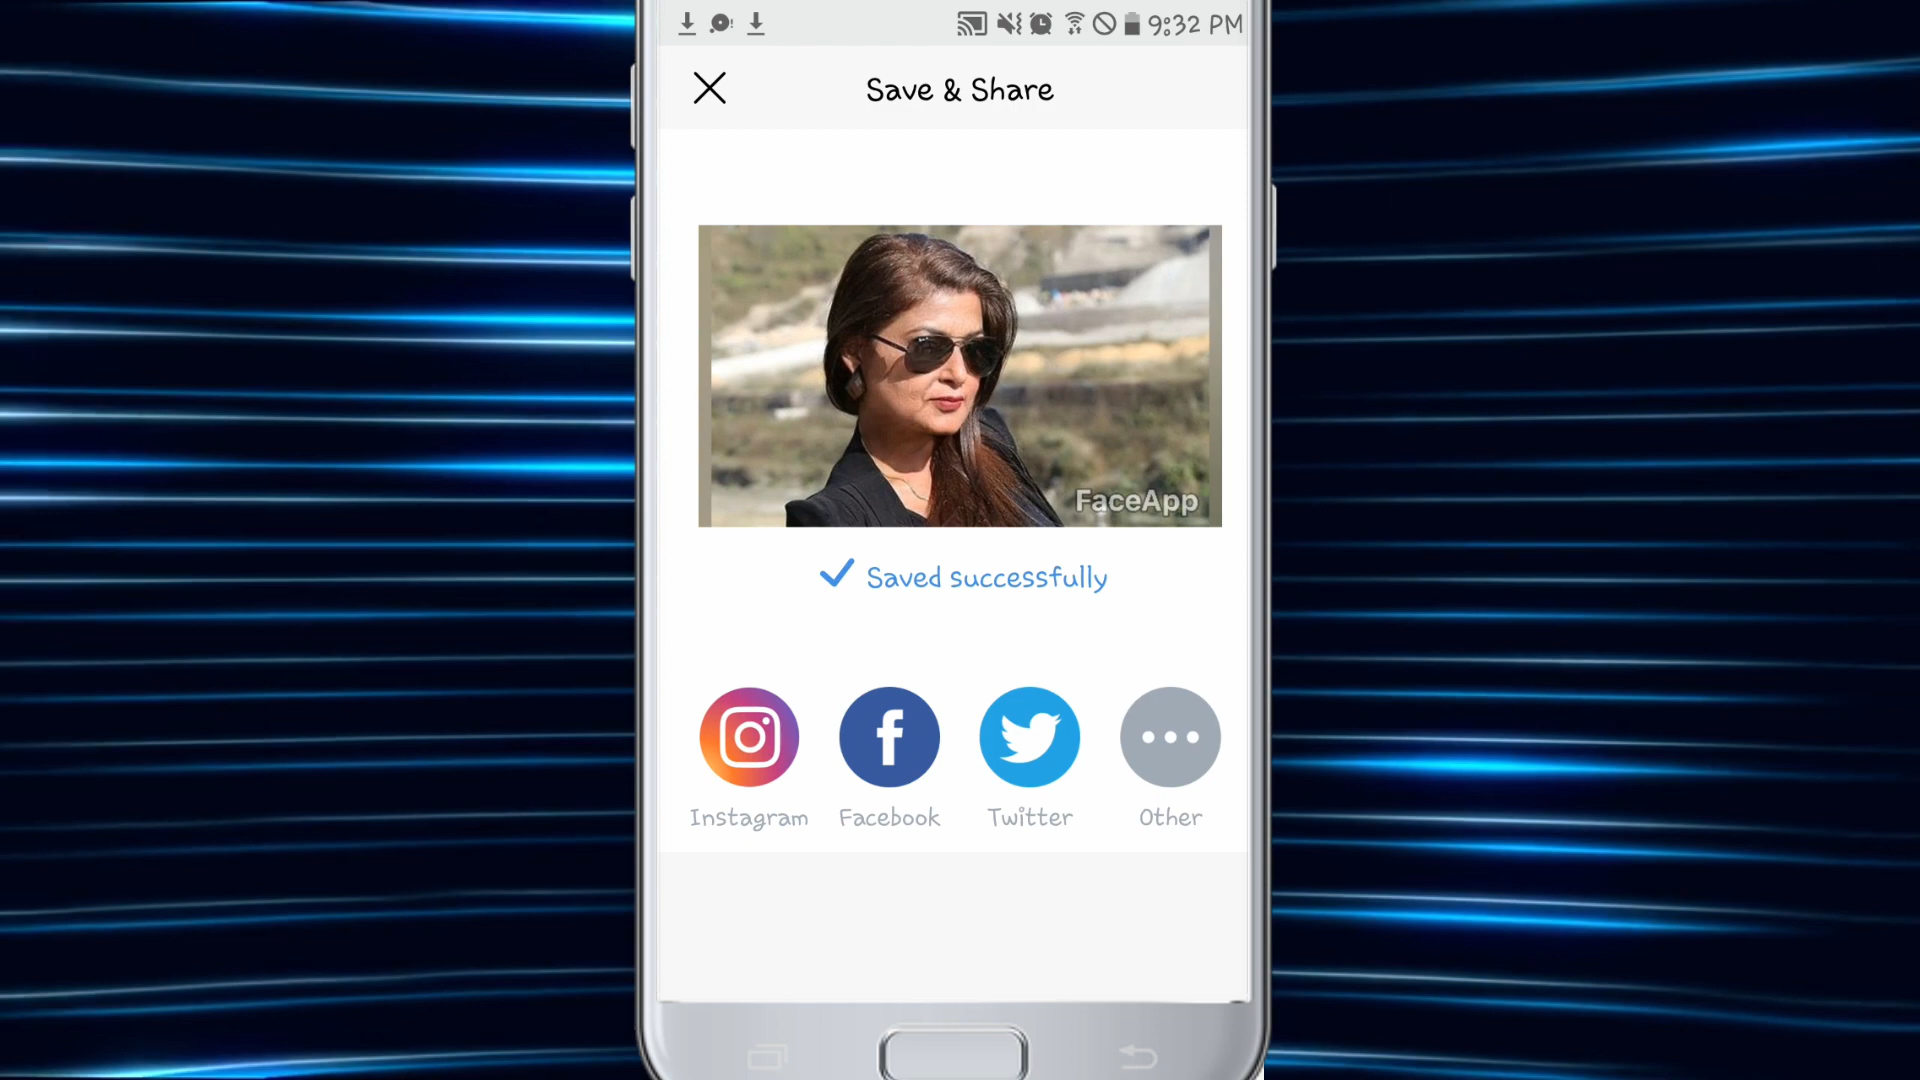 9:32 PM
Save & Share
FaceApp
Saved successfully
Instagram
Facebook
Twitter
Other